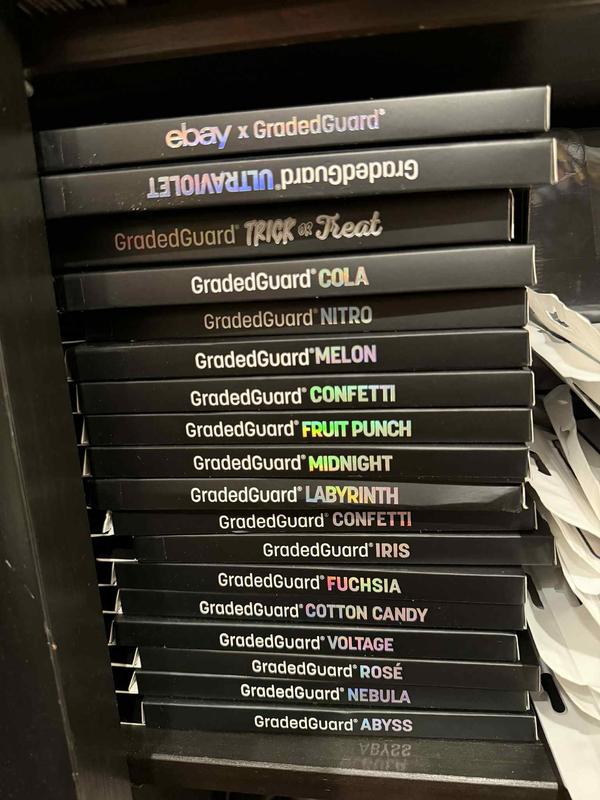 ebay x GradedGuard®
GradedGuard® ULTRAVIOLET
GradedGuard® TRICK OR Treat
GradedGuard® COLA
GradedGuard® NITRO
GradedGuard® MELON
GradedGuard® CONFETTI
GradedGuard® FRUIT PUNCH
GradedGuard® MIDNIGHT
GradedGuard® LABYRINTH
GradedGuard® CONFETTI
GradedGuard® IRIS
GradedGuard® FUCHSIA
GradedGuard® COTTON CANDY
GradedGuard® VOLTAGE
GradedGuard® ROSÉ
GradedGuard® NEBULA
GradedGuard® ABYSS